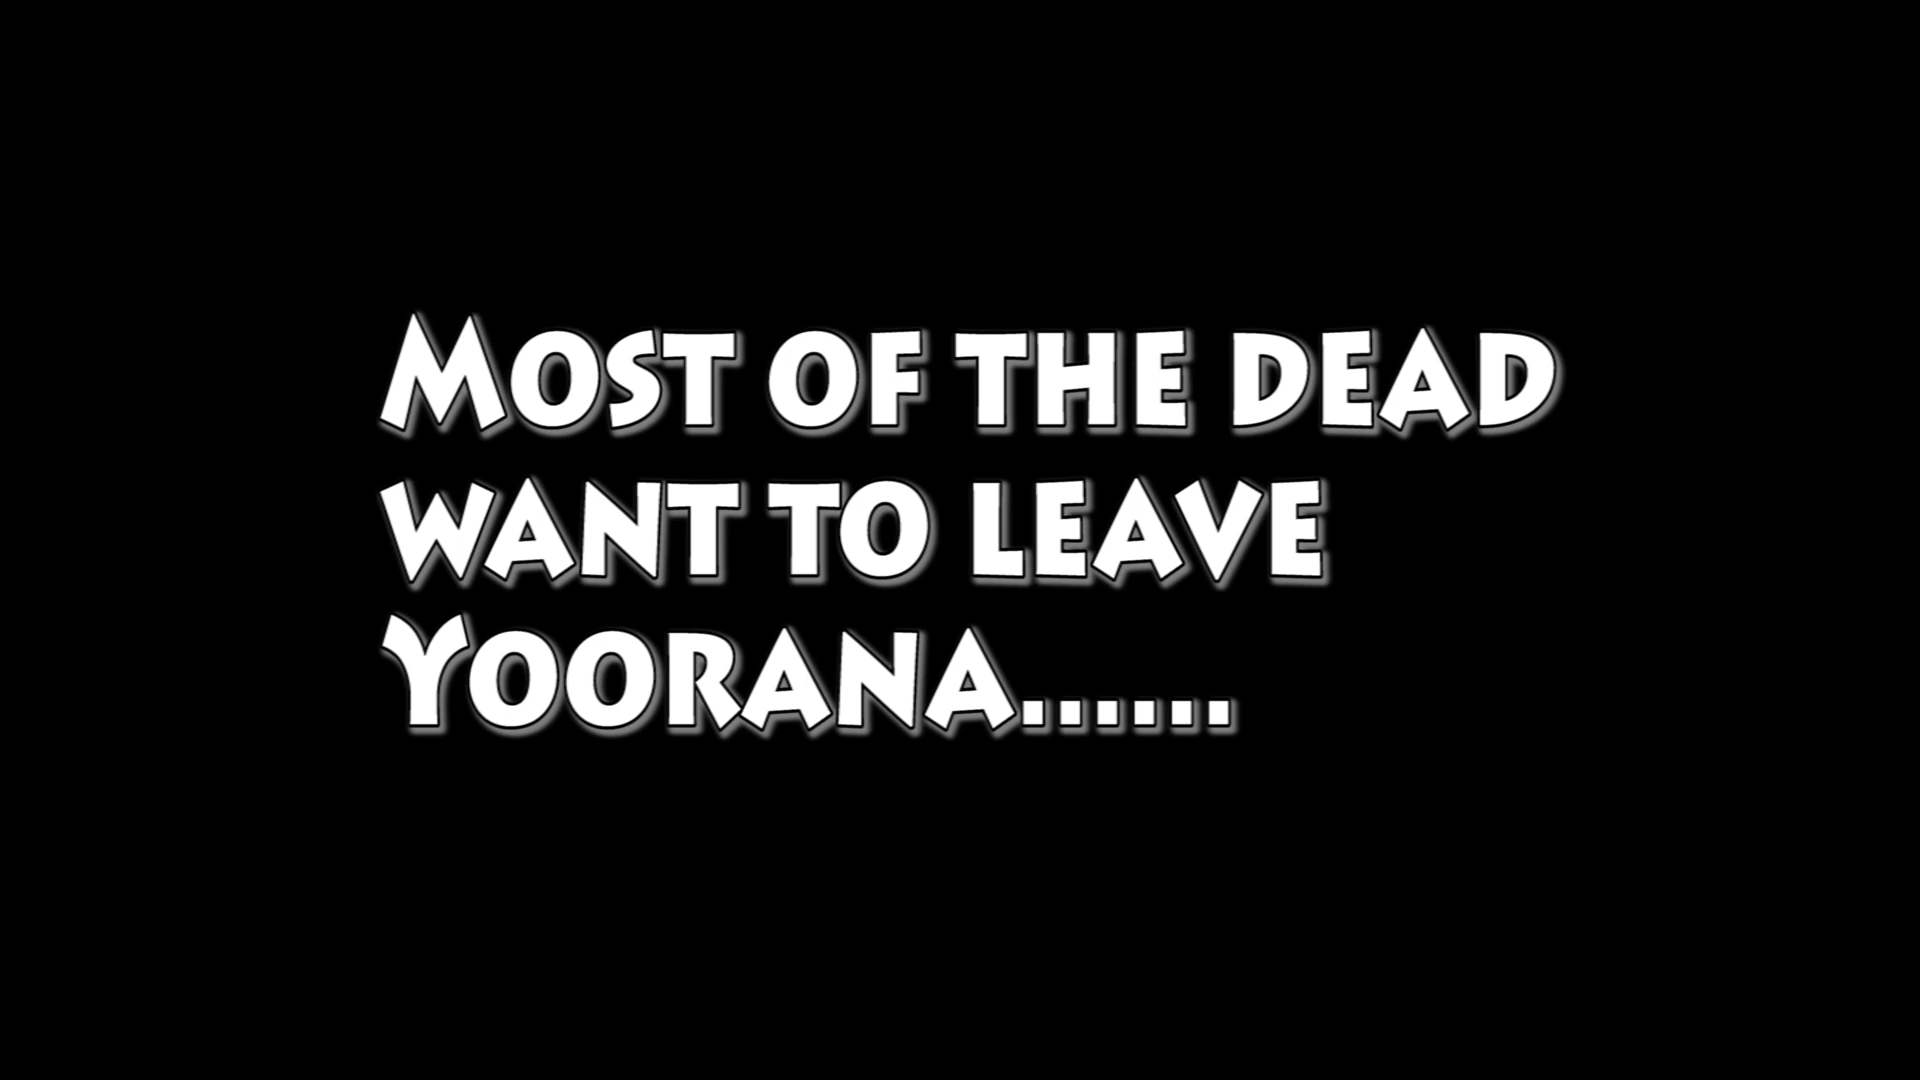 Most of the dead
want to leave
Yoorana......